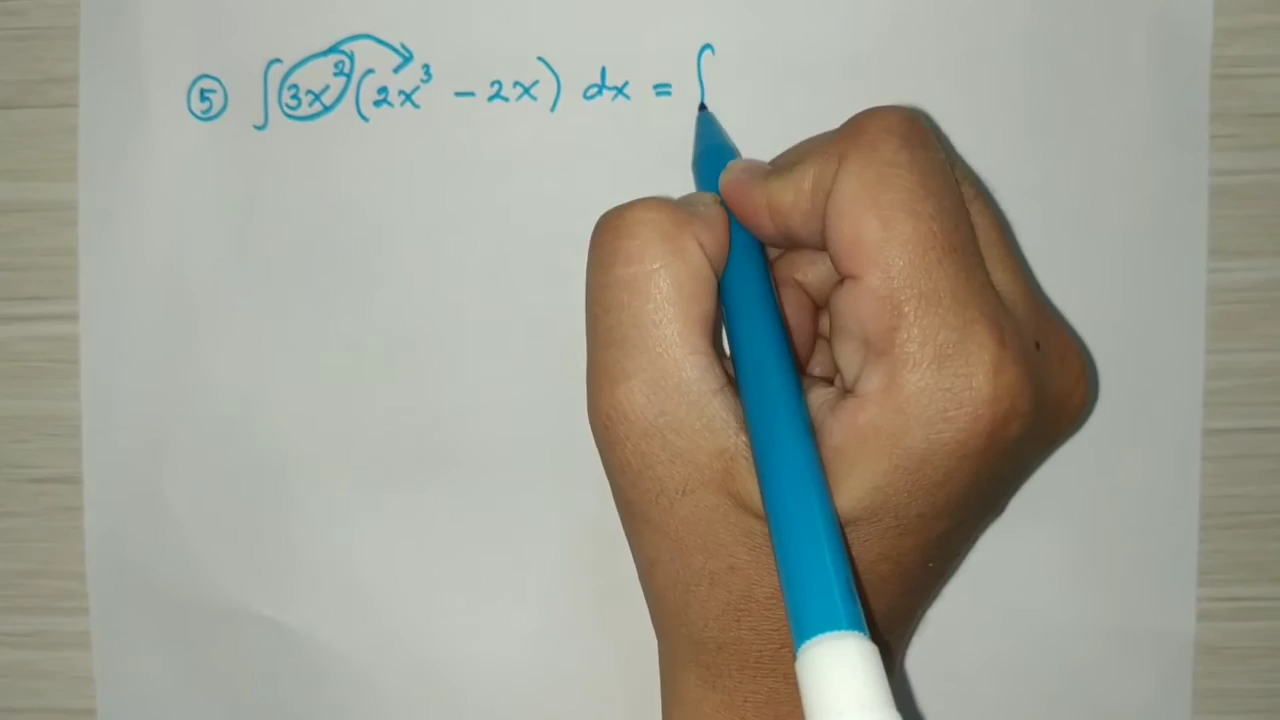 ⑤ ∫3x²(2x³ - 2x) dx = ∫